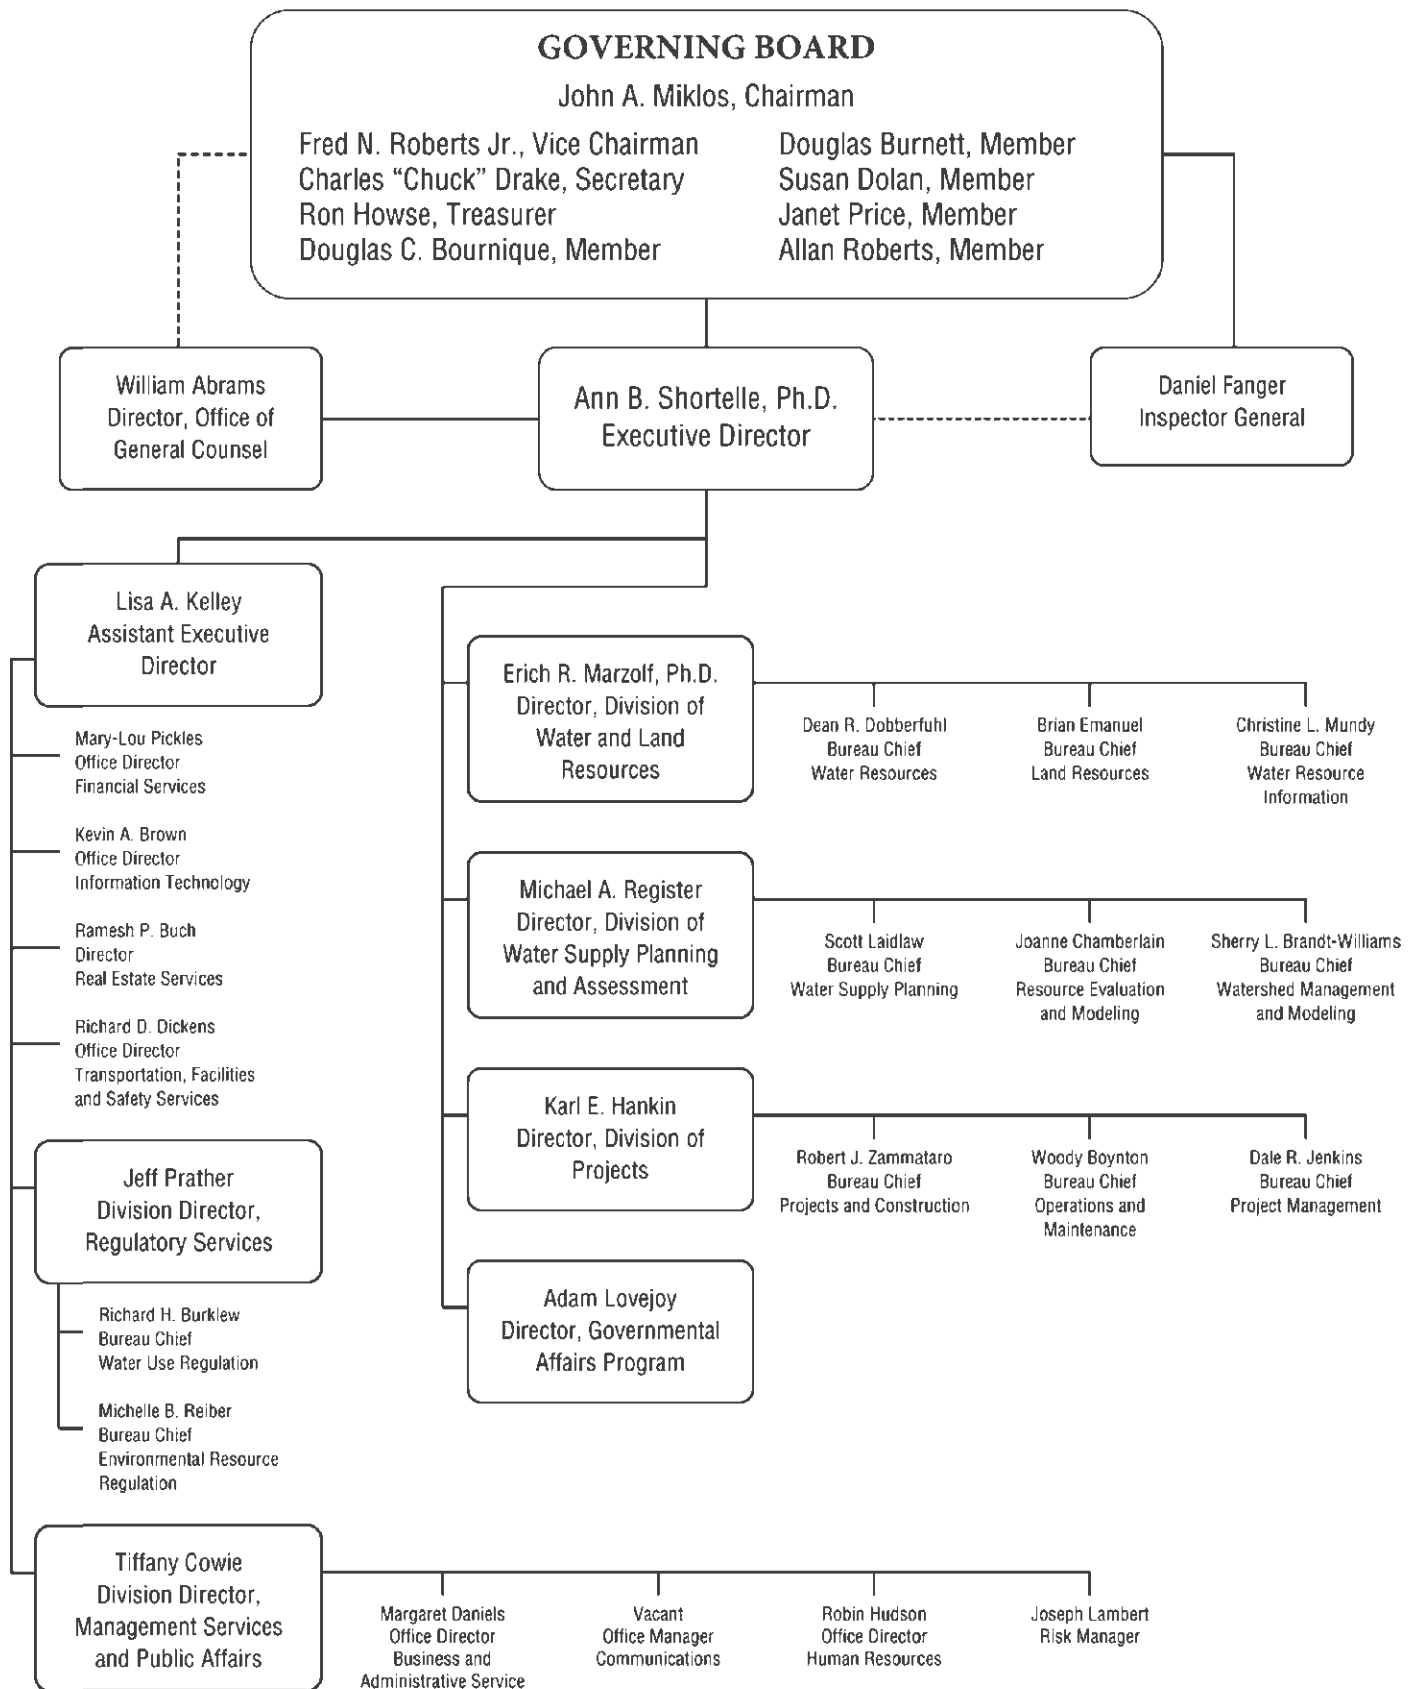 GOVERNING BOARD
John A. Miklos, Chairman
Fred N. Roberts Jr., Vice Chairman
Charles “Chuck” Drake, Secretary
Ron Howse, Treasurer
Douglas C. Bournique, Member
Douglas Burnett, Member
Susan Dolan, Member
Janet Price, Member
Allan Roberts, Member
William Abrams
Director, Office of
General Counsel
Ann B. Shortelle, Ph.D.
Executive Director
Daniel Fanger
Inspector General
Lisa A. Kelley
Assistant Executive
Director
Mary-Lou Pickles
Office Director
Financial Services
Kevin A. Brown
Office Director
Information Technology
Ramesh P. Buch
Director
Real Estate Services
Richard D. Dickens
Office Director
Transportation, Facilities
and Safety Services
Jeff Prather
Division Director,
Regulatory Services
Richard H. Burklew
Bureau Chief
Water Use Regulation
Michelle B. Reiber
Bureau Chief
Environmental Resource
Regulation
Tiffany Cowie
Division Director,
Management Services
and Public Affairs
Margaret Daniels
Office Director
Business and
Administrative Service
Vacant
Office Manager
Communications
Robin Hudson
Office Director
Human Resources
Joseph Lambert
Risk Manager
Erich R. Marzolf, Ph.D.
Director, Division of
Water and Land
Resources
Dean R. Dobberfuhl
Bureau Chief
Water Resources
Brian Emanuel
Bureau Chief
Land Resources
Christine L. Mundy
Bureau Chief
Water Resource
Information
Michael A. Register
Director, Division of
Water Supply Planning
and Assessment
Scott Laidlaw
Bureau Chief
Water Supply Planning
Joanne Chamberlain
Bureau Chief
Resource Evaluation
and Modeling
Sherry L. Brandt-Williams
Bureau Chief
Watershed Management
and Modeling
Karl E. Hankin
Director, Division of
Projects
Robert J. Zammataro
Bureau Chief
Projects and Construction
Woody Boynton
Bureau Chief
Operations and
Maintenance
Dale R. Jenkins
Bureau Chief
Project Management
Adam Lovejoy
Director, Governmental
Affairs Program